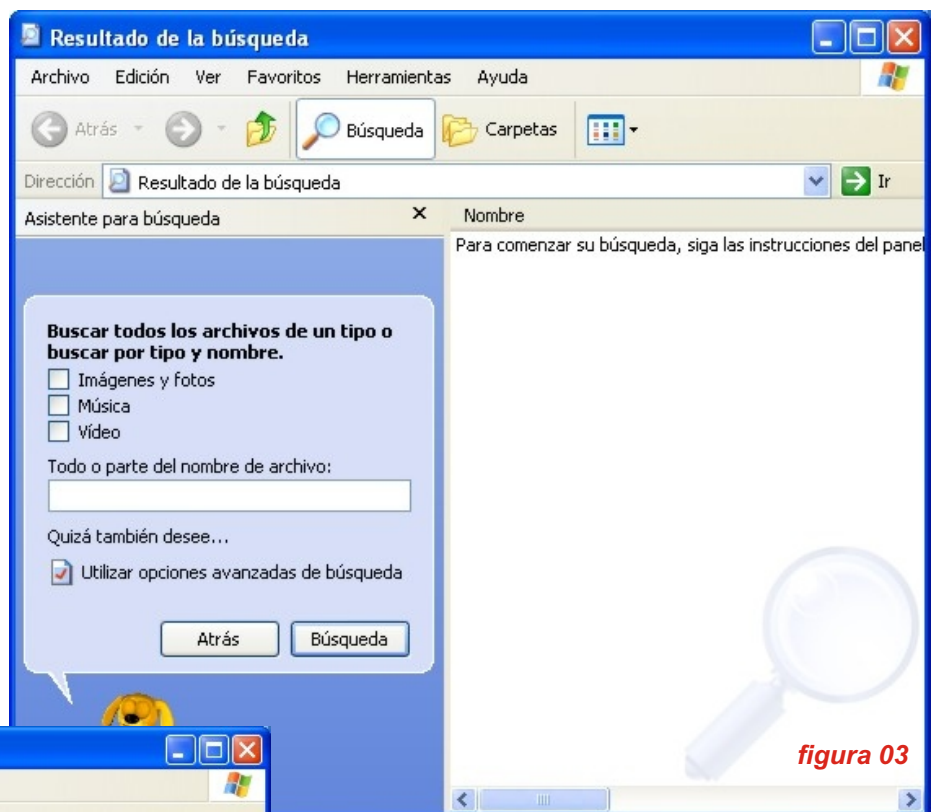 Resultado de la búsqueda
Archivo Edición Ver Favoritos Herramientas Ayuda
Atrás Búsqueda Carpetas
Dirección Resultado de la búsqueda Ir
Asistente para búsqueda Nombre
Para comenzar su búsqueda, siga las instrucciones del panel
Buscar todos los archivos de un tipo o
buscar por tipo y nombre.
Imágenes y fotos
Música
Vídeo
Todo o parte del nombre de archivo:
Quizá también desee...
Utilizar opciones avanzadas de búsqueda
Atrás Búsqueda
figura 03